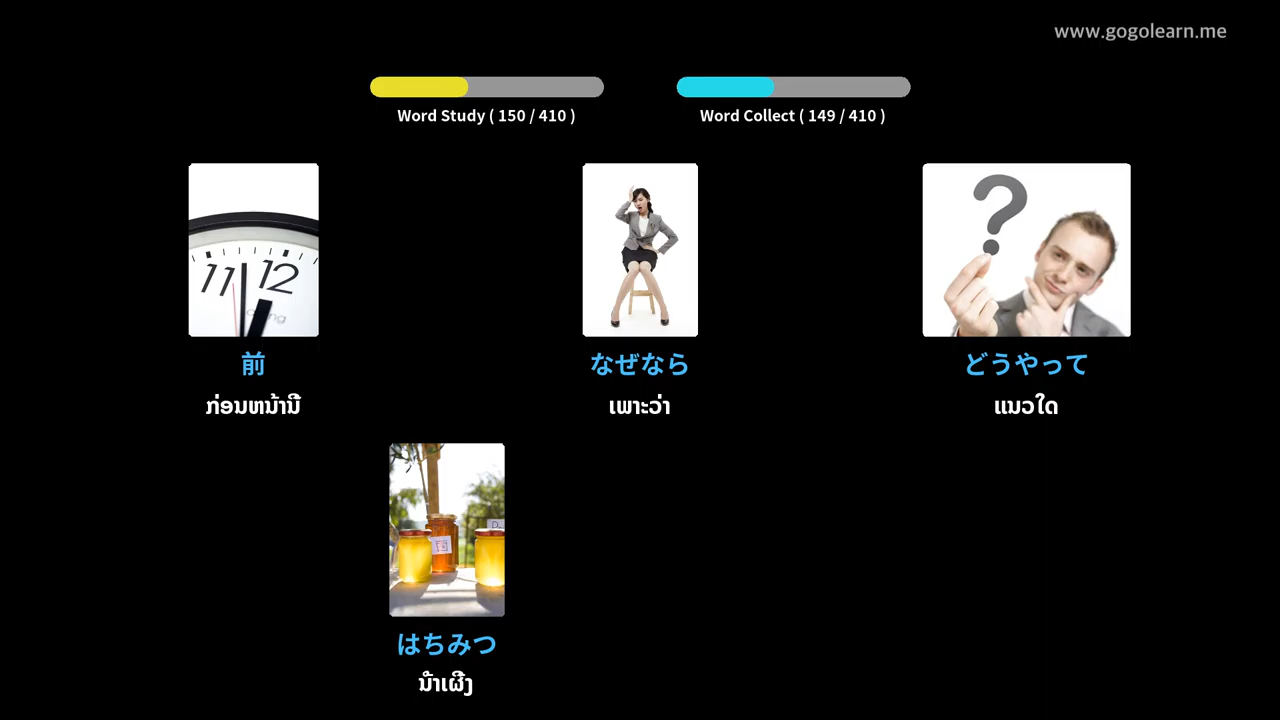 www.gogolearn.me
Word Study ( 150 / 410 )
Word Collect ( 149 / 410 )
11 12
前
なぜなら
どうやって
ກ່ອນຫນ້ານີ້
ເພາະວ່າ
ແນວໃດ
はちみつ
ນ້ໍາເຜີ້ງ